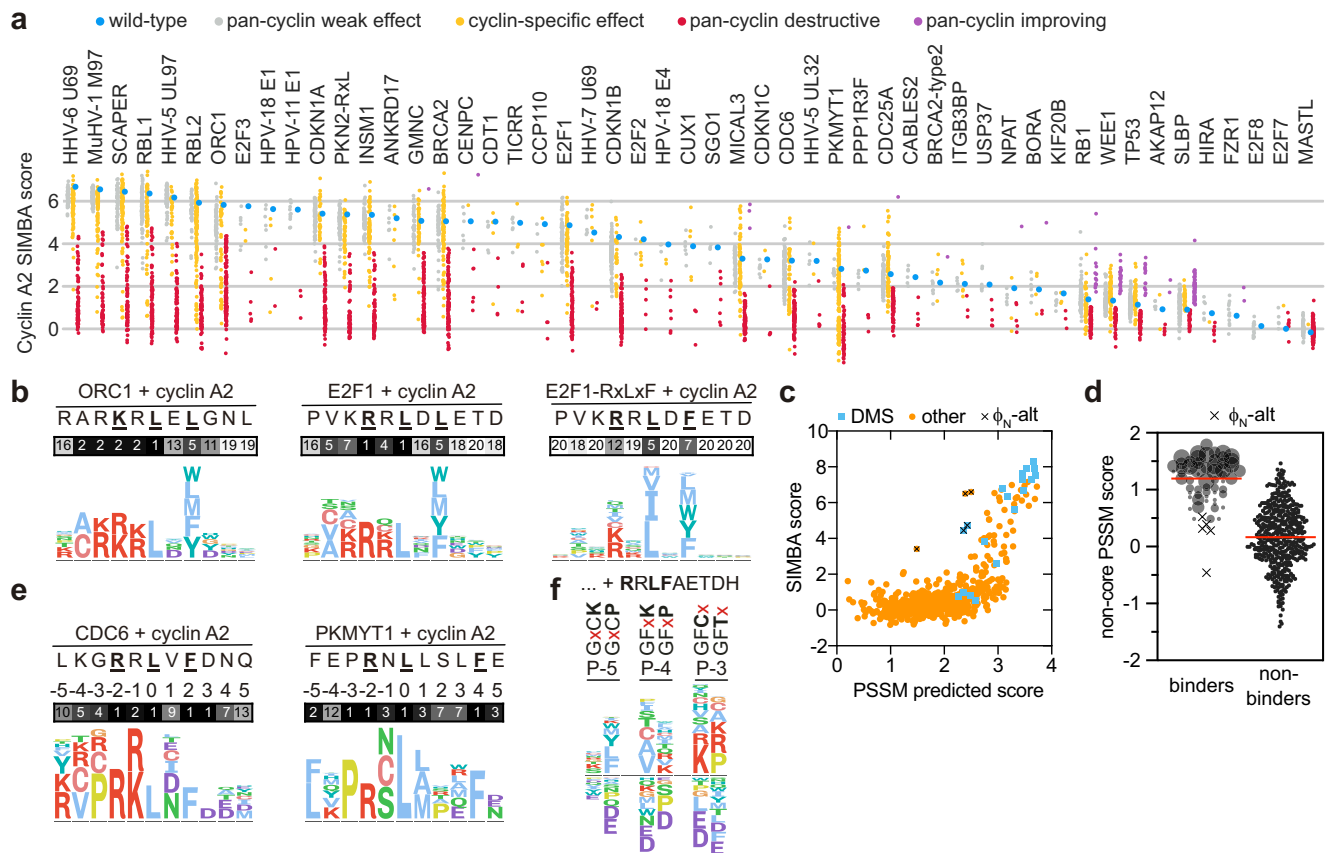 a
wild-type
pan-cyclin weak effect
cyclin-specific effect
pan-cyclin destructive
pan-cyclin improving
HHV-6 U69
MuHV-1 M97
SCAPER
RBL1
HHV-5 UL97
RBL2
ORC1
E2F3
HPV-18 E1
HPV-11 E1
CDKN1A
PKN2-RxL
INSM1
ANKRD17
GMNC
BRCA2
CENPC
CDT1
TICRR
CCP110
E2F1
HHV-7 U69
CDKN1B
E2F2
HPV-18 E4
CUX1
SGO1
MICAL3
CDKN1C
CDC6
HHV-5 UL32
PKMYT1
PPP1R3F
CDC25A
CABLES2
BRCA2-type2
ITGB3BP
USP37
NPAT
BORA
KIF20B
RB1
WEE1
TP53
AKAP12
SLBP
HIRA
FZR1
E2F8
E2F7
MASTL
Cyclin A2 SIMBA score
6
4
2
0
b
ORC1 + cyclin A2
R A R K R L E L G N L
16 2 2 2 2 1 13 5 11 19 19
E2F1 + cyclin A2
P V K R R L D L E T D
16 5 7 1 4 1 16 5 18 20 18
E2F1-RxLxF + cyclin A2
P V K R R L D F E T D
20 18 20 12 19 5 20 7 20 20 20
c
DMS
other
× ϕN-alt
SIMBA score
10
8
6
4
2
0
-2
0 1 2 3 4
PSSM predicted score
d
× ϕN-alt
non-core PSSM score
2
1
0
-1
-2
binders
non-binders
e
CDC6 + cyclin A2
L K G R R L V F D N Q
-5 -4 -3 -2 -1 0 1 2 3 4 5
10 5 4 1 2 1 9 1 1 7 13
PKMYT1 + cyclin A2
F E P R N L L S L F E
-5 -4 -3 -2 -1 0 1 2 3 4 5
2 12 1 1 3 1 3 7 7 1 3
f
... + RRLFAETDH
GxCK
GxCP
GFxK
GFxP
GFCx
GFTx
P-5
P-4
P-3